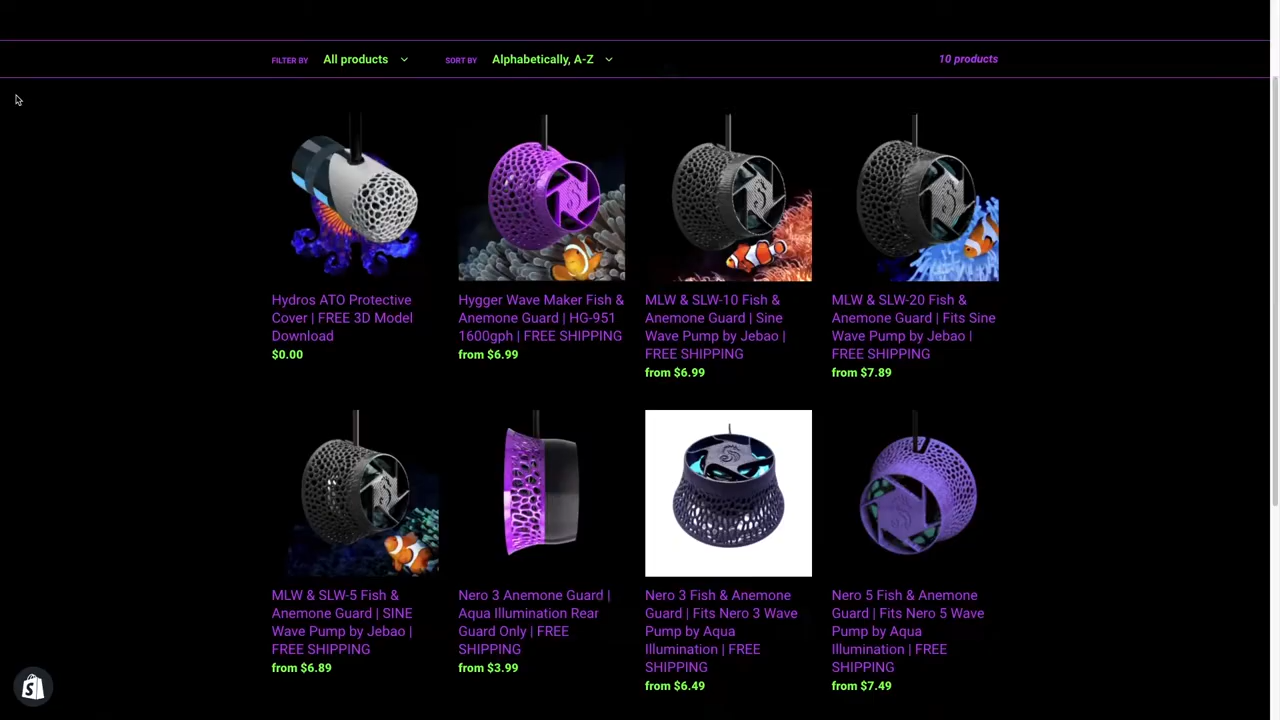 FILTER BY All products SORT BY Alphabetically, A-Z 10 products
Hydros ATO Protective
Cover | FREE 3D Model
Download
$0.00
Hygger Wave Maker Fish &
Anemone Guard | HG-951
1600gph | FREE SHIPPING
from $6.99
MLW & SLW-10 Fish &
Anemone Guard | Sine
Wave Pump by Jebao |
FREE SHIPPING
from $6.99
MLW & SLW-20 Fish &
Anemone Guard | Fits Sine
Wave Pump by Jebao |
FREE SHIPPING
from $7.89
MLW & SLW-5 Fish &
Anemone Guard | SINE
Wave Pump by Jebao |
FREE SHIPPING
from $6.89
Nero 3 Anemone Guard |
Aqua Illumination Rear
Guard Only | FREE
SHIPPING
from $3.99
Nero 3 Fish & Anemone
Guard | Fits Nero 3 Wave
Pump by Aqua
Illumination | FREE
SHIPPING
from $6.49
Nero 5 Fish & Anemone
Guard | Fits Nero 5 Wave
Pump by Aqua
Illumination | FREE
SHIPPING
from $7.49